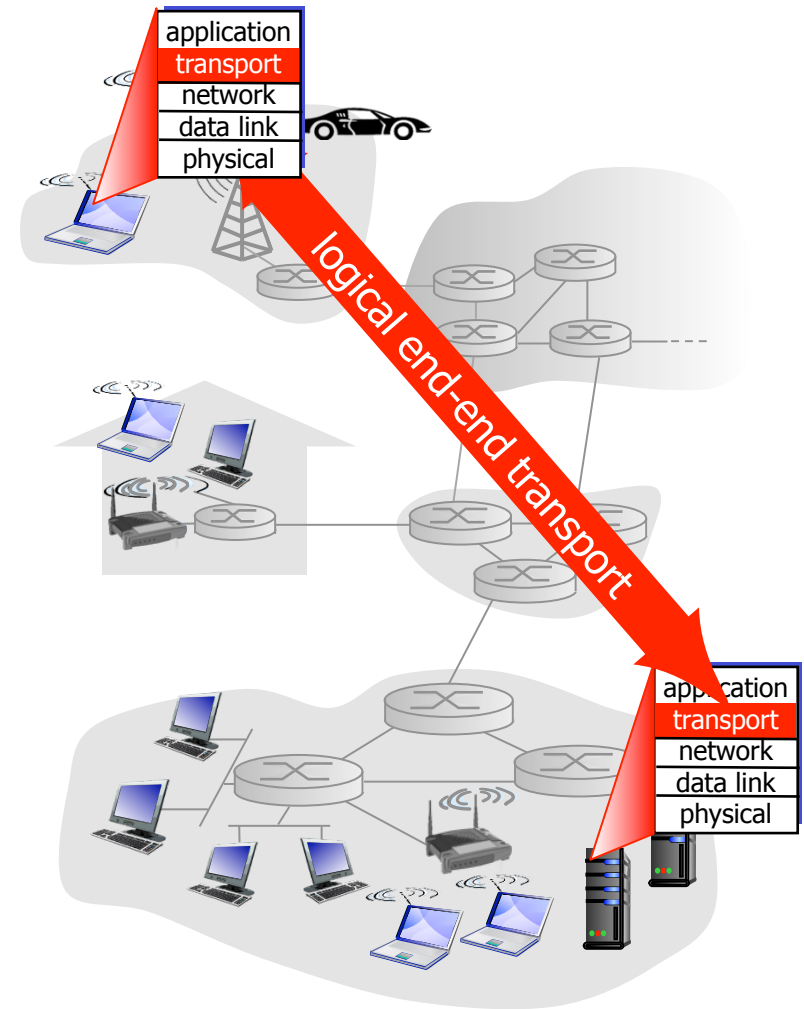 application
transport
network
data link
physical
logical end-end transport
application
transport
network
data link
physical